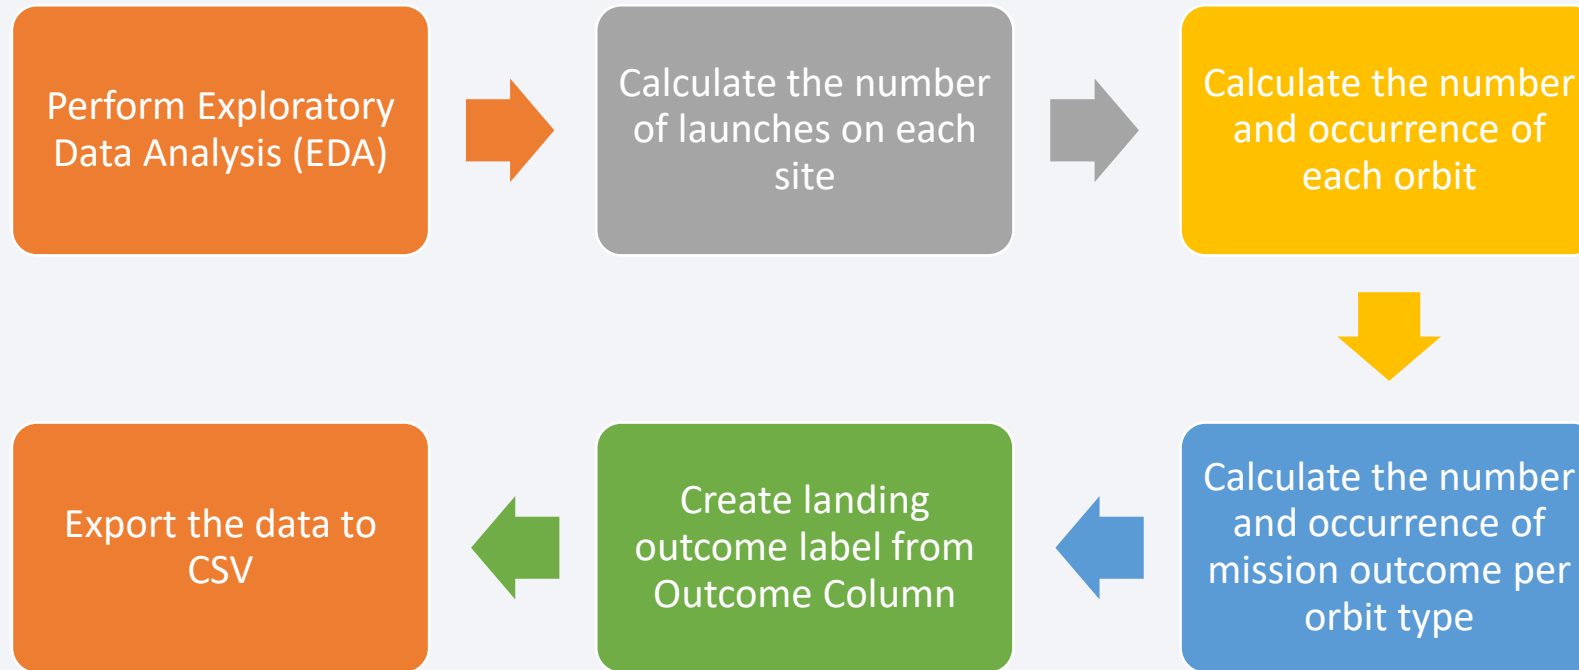 Perform Exploratory
Data Analysis (EDA)
Calculate the number
of launches on each
site
Calculate the number
and occurrence of
each orbit
Calculate the number
and occurrence of
mission outcome per
orbit type
Create landing
outcome label from
Outcome Column
Export the data to
CSV